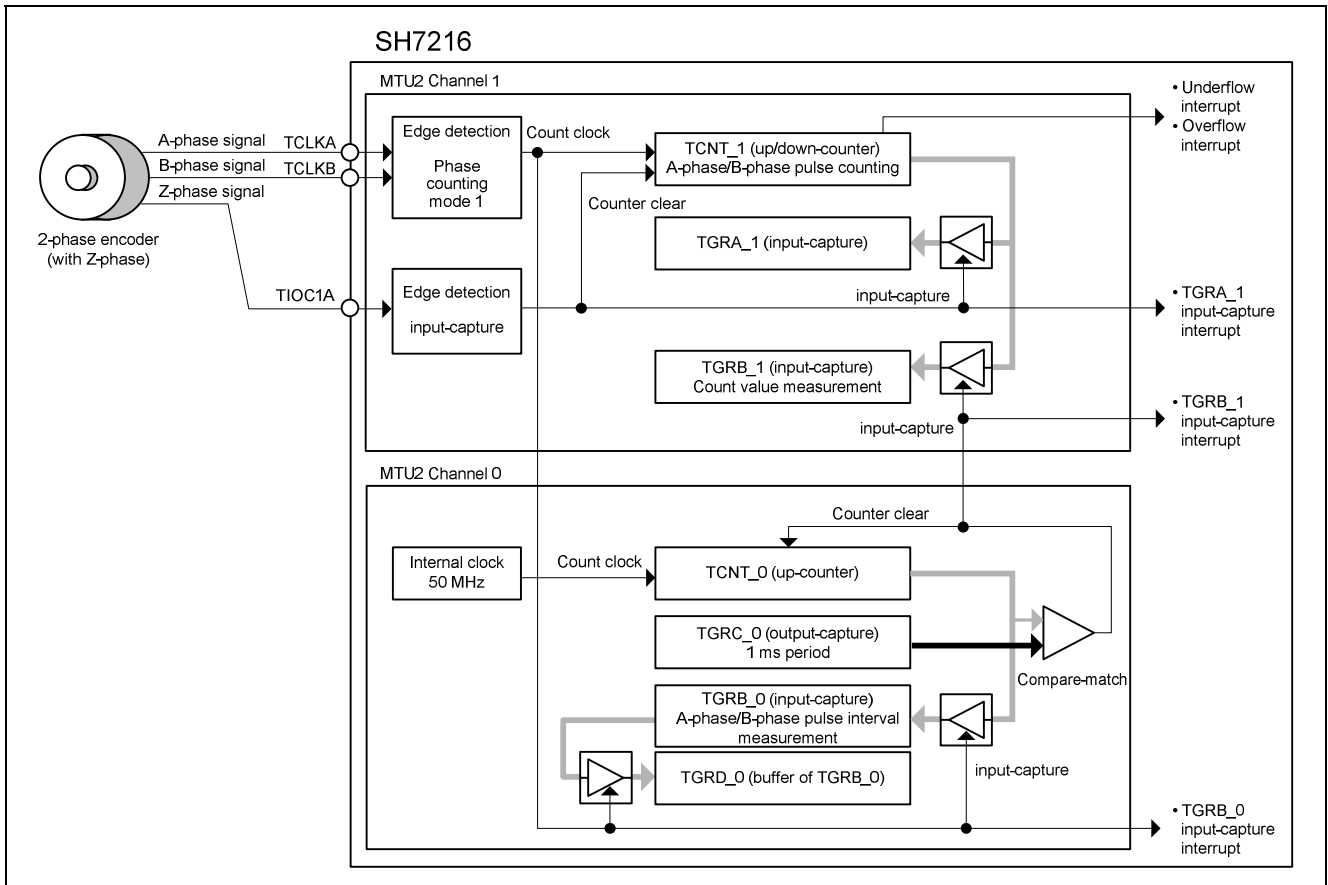 SH7216
MTU2 Channel 1
• Underflow
interrupt
• Overflow
interrupt
A-phase signal
TCLKA
B-phase signal
TCLKB
Z-phase signal
2-phase encoder
(with Z-phase)
Edge detection
Phase
counting
mode 1
Count clock
TCNT_1 (up/down-counter)
A-phase/B-phase pulse counting
Counter clear
TGRA_1 (input-capture)
TIOC1A
Edge detection
input-capture
input-capture
• TGRA_1
input-capture
interrupt
TGRB_1 (input-capture)
Count value measurement
input-capture
• TGRB_1
input-capture
interrupt
MTU2 Channel 0
Counter clear
Internal clock
50 MHz
Count clock
TCNT_0 (up-counter)
TGRC_0 (output-capture)
1 ms period
Compare-match
TGRB_0 (input-capture)
A-phase/B-phase pulse interval
measurement
TGRD_0 (buffer of TGRB_0)
input-capture
• TGRB_0
input-capture
interrupt